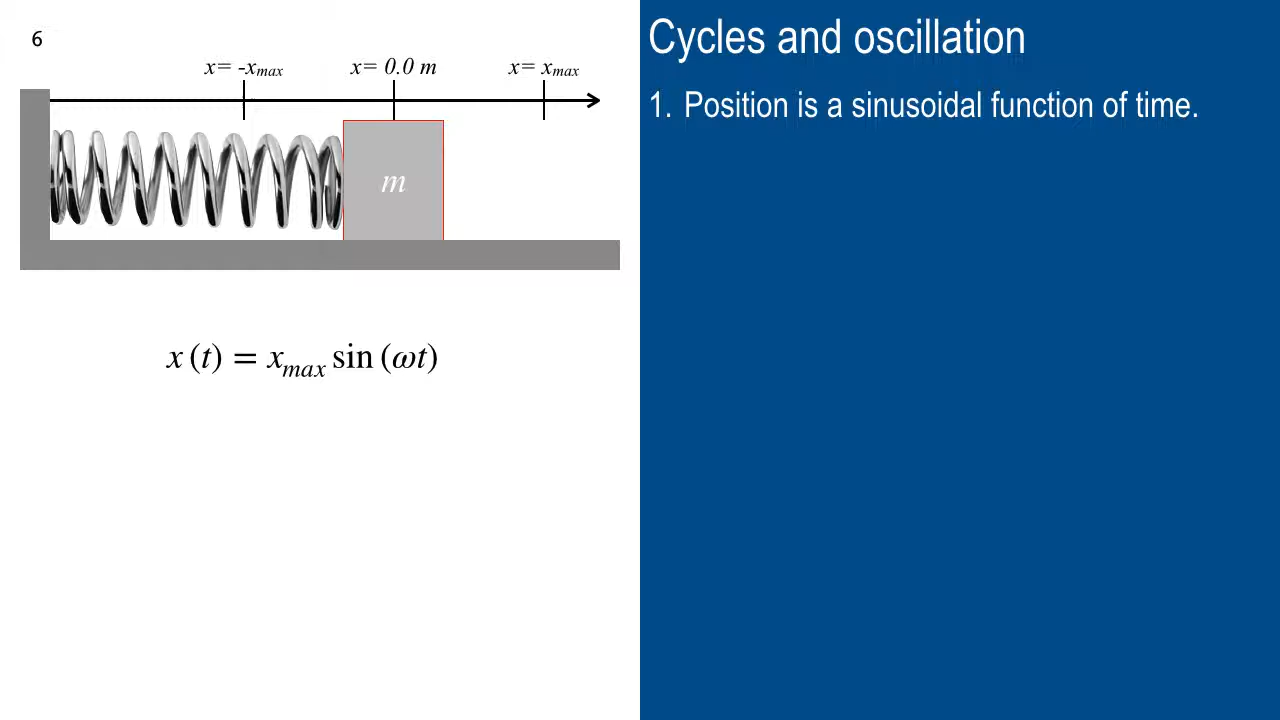 6
x= -xmax x= 0.0 m x= xmax
m
x (t) = xmax sin (ωt)
Cycles and oscillation
1. Position is a sinusoidal function of time.